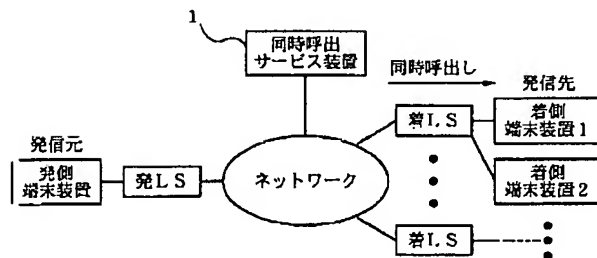 1
同時呼出
サービス装置
同時呼出し
発信先
着LS
着側
端末装置1
発信元
発側
端末装置
発LS
ネットワーク
着側
端末装置2
着LS